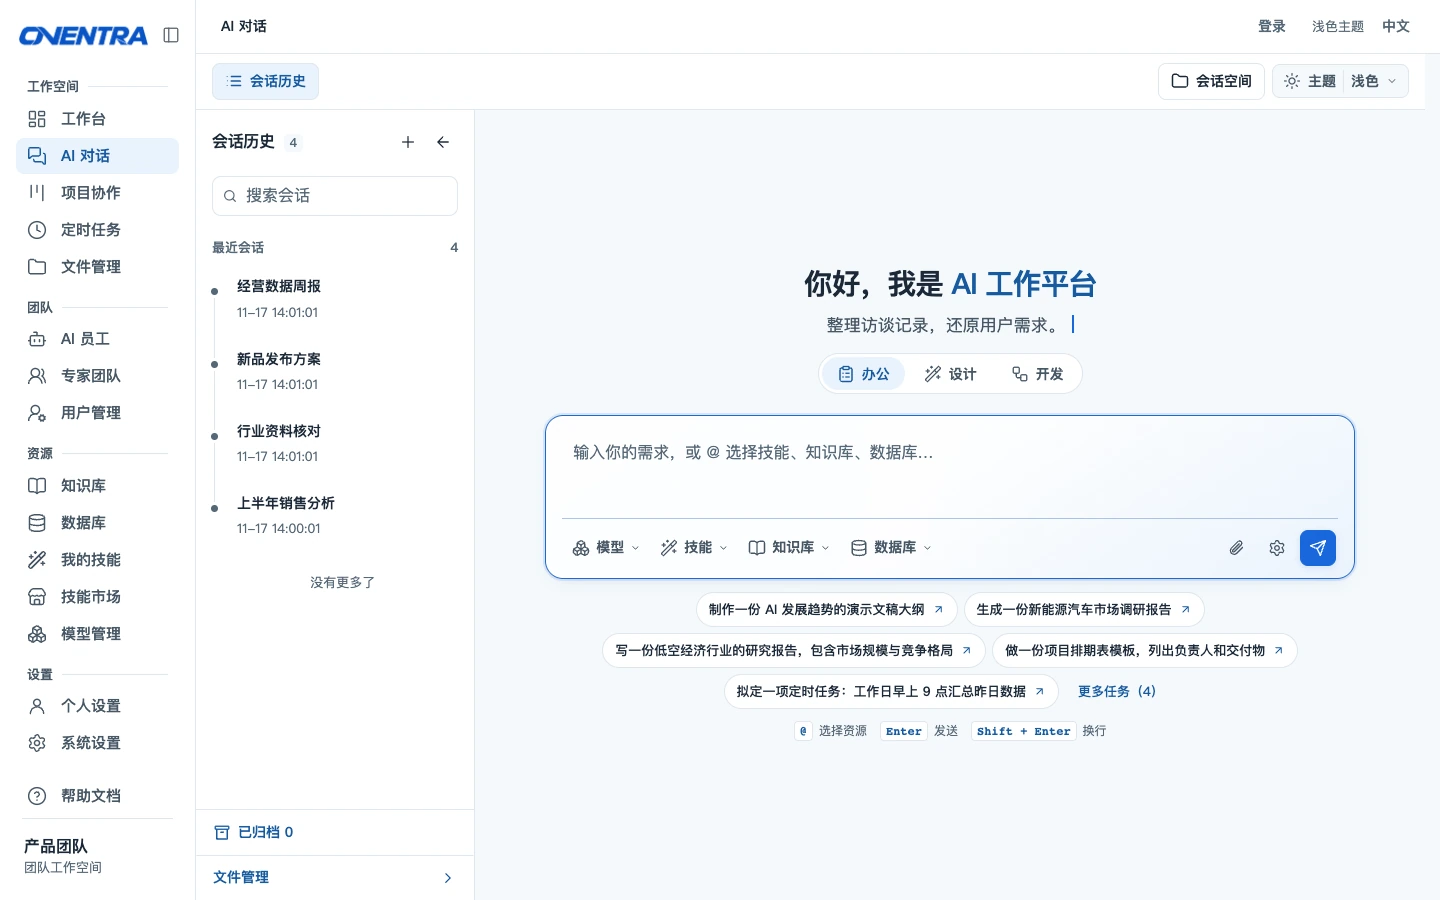 ONENTRA
工作空间
工作台
AI 对话
项目协作
定时任务
文件管理
团队
AI 员工
专家团队
用户管理
资源
知识库
数据库
我的技能
技能市场
模型管理
设置
个人设置
系统设置
帮助文档
产品团队
团队工作空间
AI 对话
登录
浅色主题
中文
会话历史
会话空间
主题 浅色
会话历史 4
搜索会话
最近会话 4
经营数据周报
11-17 14:01:01
新品发布方案
11-17 14:01:01
行业资料核对
11-17 14:01:01
上半年销售分析
11-17 14:00:01
没有更多了
已归档 0
文件管理
你好，我是 AI 工作平台
整理访谈记录，还原用户需求。
办公 设计 开发
输入你的需求，或 @ 选择技能、知识库、数据库...
模型 技能 知识库 数据库
制作一份 AI 发展趋势的演示文稿大纲
生成一份新能源汽车市场调研报告
写一份低空经济行业的研究报告，包含市场规模与竞争格局
做一份项目排期表模板，列出负责人和交付物
拟定一项定时任务：工作日早上 9 点汇总昨日数据
更多任务（4）
@ 选择资源 Enter 发送 Shift + Enter 换行